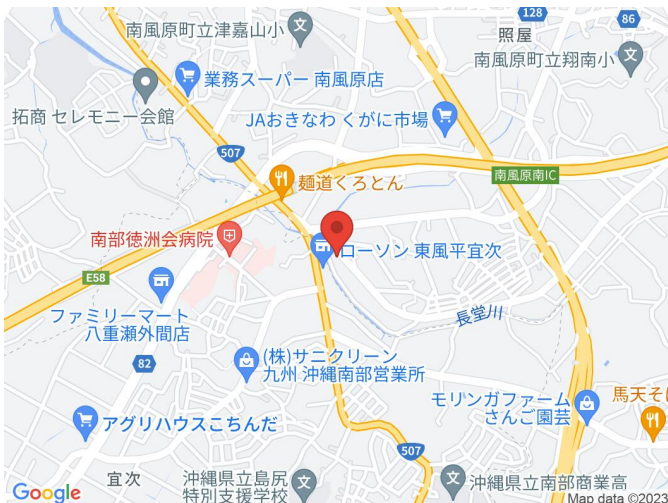 南風原町立津嘉山小
128
86
照屋
南風原町立翔南小
業務スーパー 南風原店
拓商 セレモニー会館
JAおきなわ くがに市場
507
麺道くろとん
南風原南IC
南部徳洲会病院
ローソン 東風平宜次
E58
ファミリーマート
八重瀬外間店
長堂川
82
(株)サニクリーン
九州 沖縄南部営業所
モリンガファーム
さんご園芸
馬天そば
アグリハウスこちんだ
507
宜次
沖縄県立島尻
特別支援学校
沖縄県立南部商業高
Google
Map data ©2023